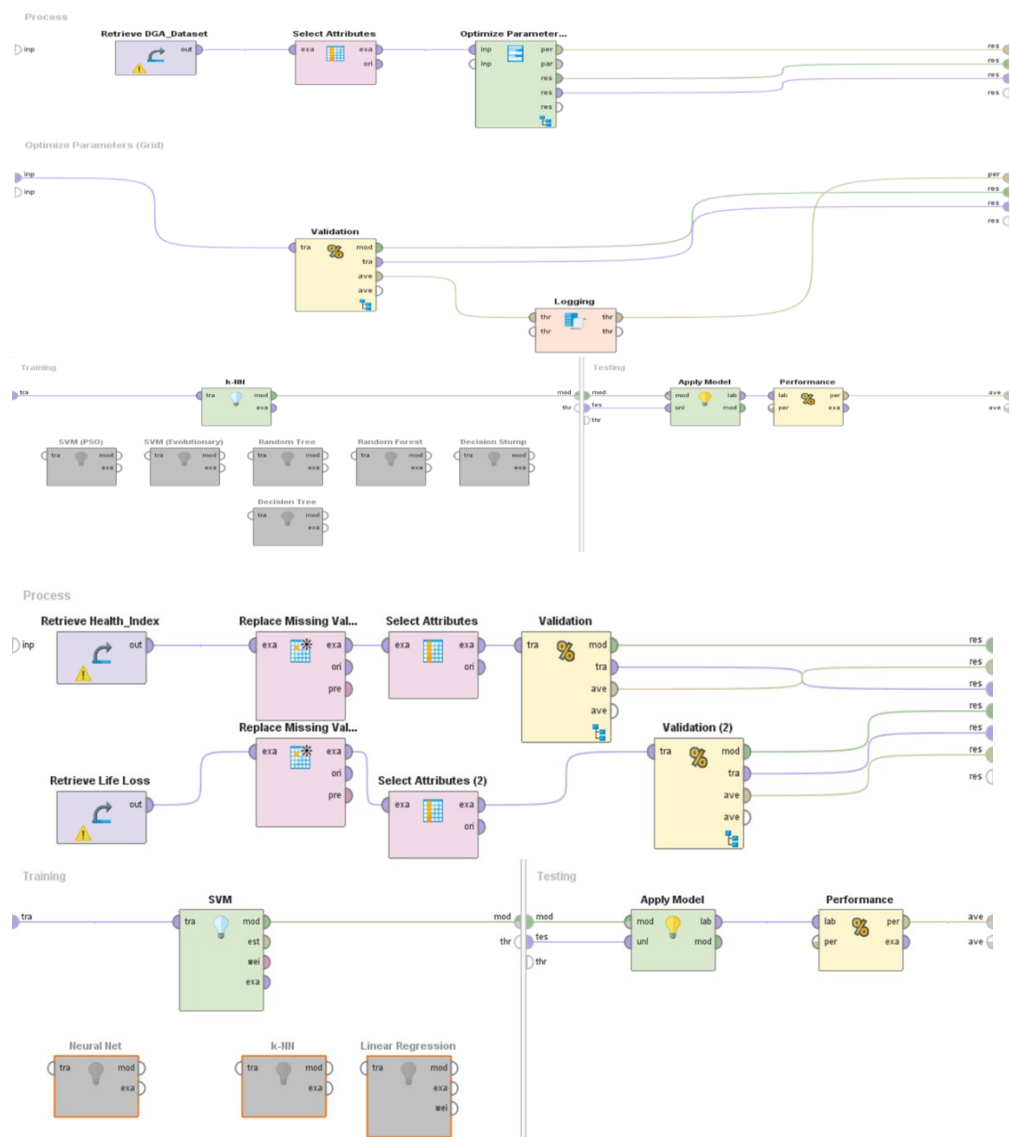 Process
Retrieve DGA_Dataset Select Attributes Optimize Parameter...
inp out exa exa inp per res
ori inp par res
res res
res res
res
Optimize Parameters (Grid)
inp per
inp res
res
res
Validation
tra mod
tra
ave
ave
Logging
thr thr
thr thr
Training Testing
k-NN Apply Model Performance
tra tra mod mod mod mod lab lab per ave
exa thr tes unl mod per exa ave
thr
SVM (PSO) SVM (Evolutionary) Random Tree Random Forest Decision Stump
tra mod tra mod tra mod tra mod tra mod
exa exa exa exa exa
Decision Tree
tra mod
exa
Process
Retrieve Health_Index Replace Missing Val... Select Attributes Validation
inp out exa exa exa exa tra mod res
ori ori tra res
pre ave res
ave res
Replace Missing Val... Validation (2)
exa exa tra mod res
Retrieve Life Loss ori Select Attributes (2) tra res
out pre exa exa ave res
ori ave
Training Testing
SVM Apply Model Performance
tra tra mod mod mod mod lab lab per ave
est thr tes unl mod per exa ave
wei thr
exa
Neural Net k-NN Linear Regression
tra mod tra mod tra mod
exa exa exa
wei